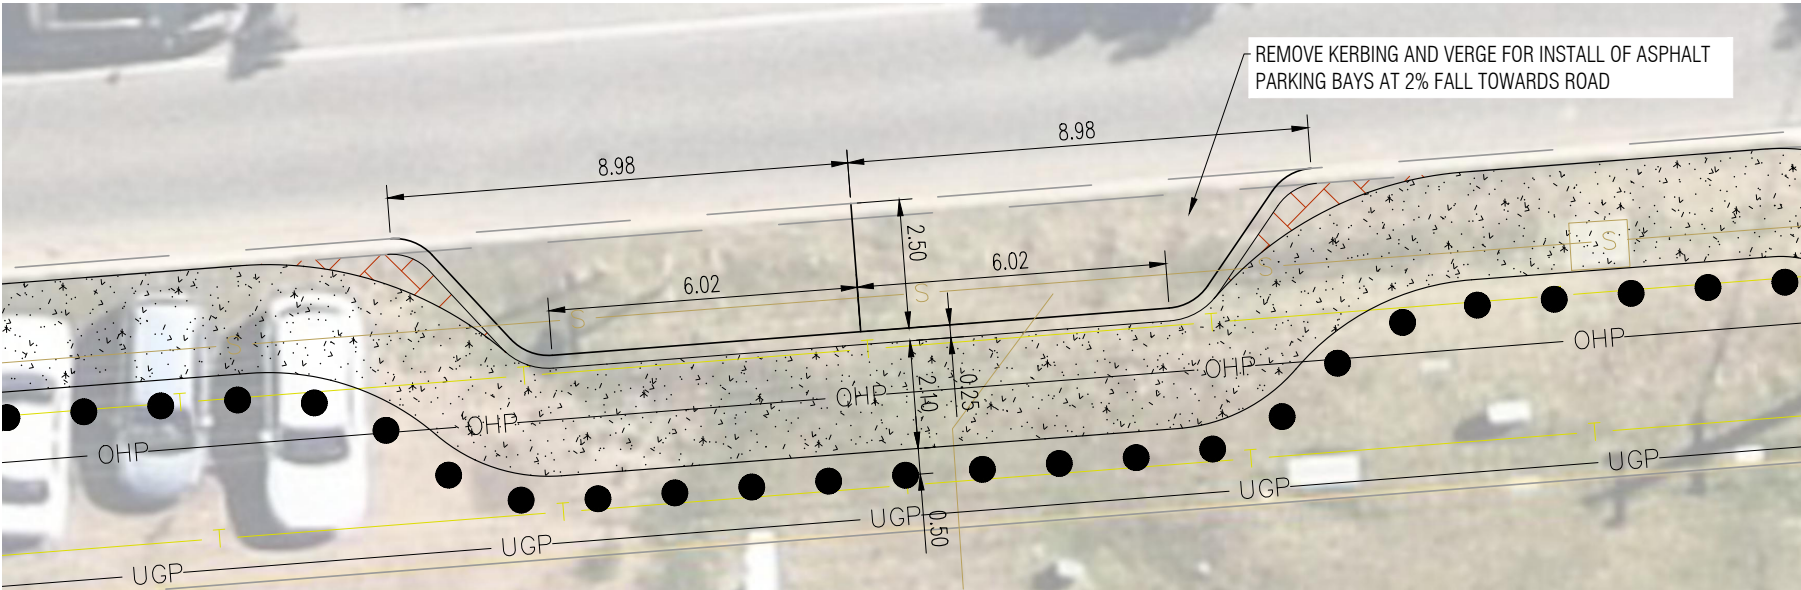 REMOVE KERBING AND VERGE FOR INSTALL OF ASPHALT
PARKING BAYS AT 2% FALL TOWARDS ROAD
8.98
8.98
2.50
6.02
6.02
S
S
S
S
S
OHP
OHP
OHP
OHP
OHP
2.10
0.25
0.50
UGP
UGP
UGP
UGP
UGP